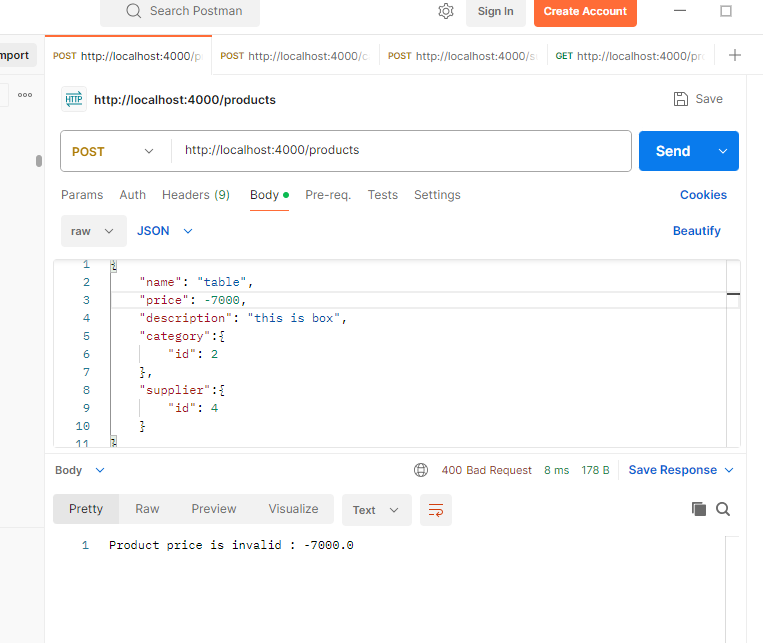 Search Postman
Sign In
Create Account
mport
POST http://localhost:4000/p
POST http://localhost:4000/c
POST http://localhost:4000/s
GET http://localhost:4000/pr
HTTP http://localhost:4000/products
Save
POST
http://localhost:4000/products
Send
Params Auth Headers (9) Body Pre-req. Tests Settings
Cookies
raw
JSON
Beautify
1 {
2 "name": "table",
3 "price": -7000,
4 "description": "this is box",
5 "category":{
6 "id": 2
7 },
8 "supplier":{
9 "id": 4
10 }
11 }
Body
400 Bad Request 8 ms 178 B
Save Response
Pretty Raw Preview Visualize
Text
1 Product price is invalid : -7000.0